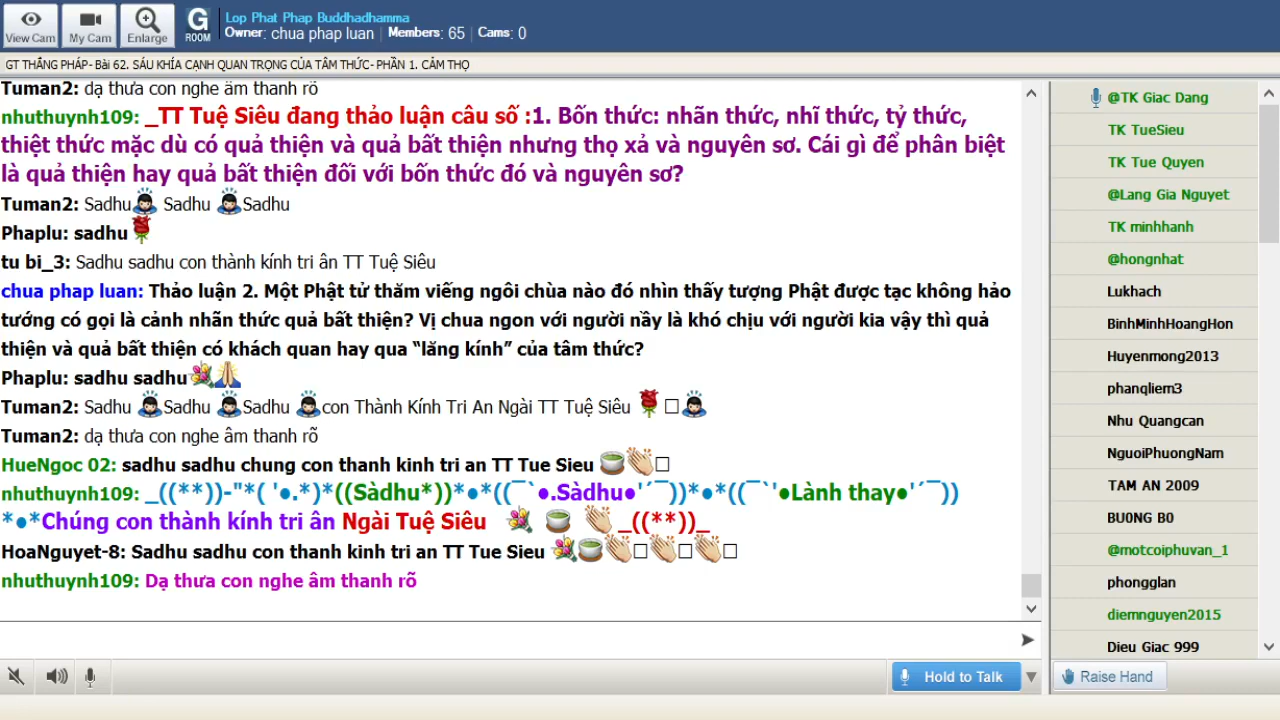 View Cam
My Cam
Enlarge
G
ROOM
Lop Phat Phap Buddhadhamma
Owner: chua phap luan | Members: 65 | Cams: 0
GT THẮNG PHÁP- Bài 62. SÁU KHÍA CẠNH QUAN TRỌNG CỦA TÂM THỨC- PHẦN 1. CẢM THỌ
Tuman2: dạ thưa con nghe âm thanh rõ
nhuthuynh109: _TT Tuệ Siêu đang thảo luận câu số :1. Bốn thức: nhãn thức, nhĩ thức, tỷ thức,
thiệt thức mặc dù có quả thiện và quả bất thiện nhưng thọ xả và nguyên sơ. Cái gì để phân biệt
là quả thiện hay quả bất thiện đối với bốn thức đó và nguyên sơ?
Tuman2: Sadhu Sadhu Sadhu
Phaplu: sadhu
tu bi_3: Sadhu sadhu con thành kính tri ân TT Tuệ Siêu
chua phap luan: Thảo luận 2. Một Phật tử thăm viếng ngôi chùa nào đó nhìn thấy tượng Phật được tạc không hảo
tướng có gọi là cảnh nhãn thức quả bất thiện? Vị chua ngon với người nầy là khó chịu với người kia vậy thì quả
thiện và quả bất thiện có khách quan hay qua “lăng kính” của tâm thức?
Phaplu: sadhu sadhu
Tuman2: Sadhu Sadhu Sadhu con Thành Kính Tri An Ngài TT Tuệ Siêu
Tuman2: dạ thưa con nghe âm thanh rõ
HueNgoc 02: sadhu sadhu chung con thanh kinh tri an TT Tue Sieu
nhuthuynh109: _((**))-"*( '●.*)*((Sàdhu*))*●*((¯`●.Sàdhu●'´¯))*●*((¯`'●Lành thay●'´¯))
*●*Chúng con thành kính tri ân Ngài Tuệ Siêu _((**))_
HoaNguyet-8: Sadhu sadhu con thanh kinh tri an TT Tue Sieu
nhuthuynh109: Dạ thưa con nghe âm thanh rõ
Hold to Talk
@TK Giac Dang
TK TueSieu
TK Tue Quyen
@Lang Gia Nguyet
TK minhhanh
@hongnhat
Lukhach
BinhMinhHoangHon
Huyenmong2013
phanqliem3
Nhu Quangcan
NguoiPhuongNam
TAM AN 2009
BU0NG B0
@motcoiphuvan_1
phongglan
diemnguyen2015
Dieu Giac 999
Raise Hand